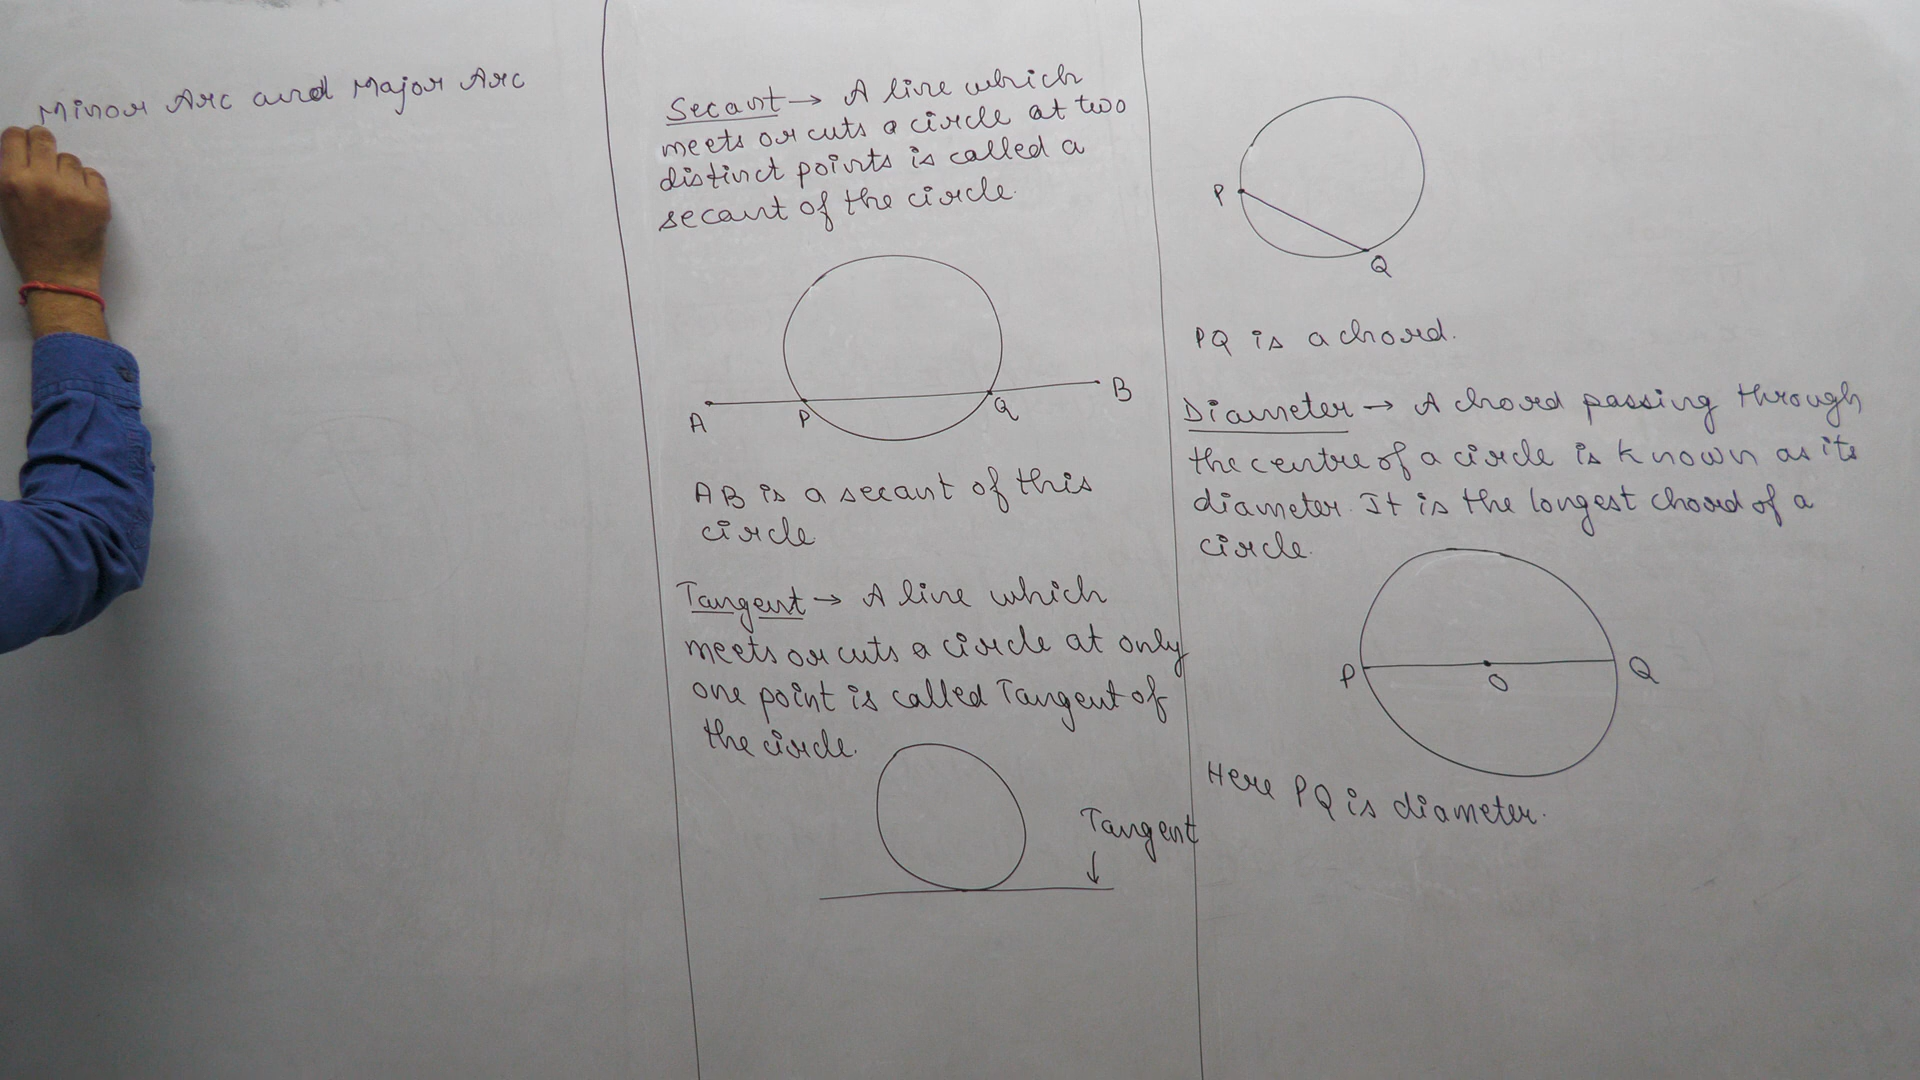 Minor Arc and Major Arc
Secant → A line which
meets or cuts a circle at two
distinct points is called a
secant of the circle.
A
P
Q
B
AB is a secant of this
circle
Tangent → A line which
meets or cuts a circle at only
one point is called Tangent of
the circle.
Tangent
↓
P
Q
PQ is a chord.
Diameter → A chord passing through
the centre of a circle is known as its
diameter. It is the longest chord of a
circle.
P
O
Q
Here PQ is diameter.